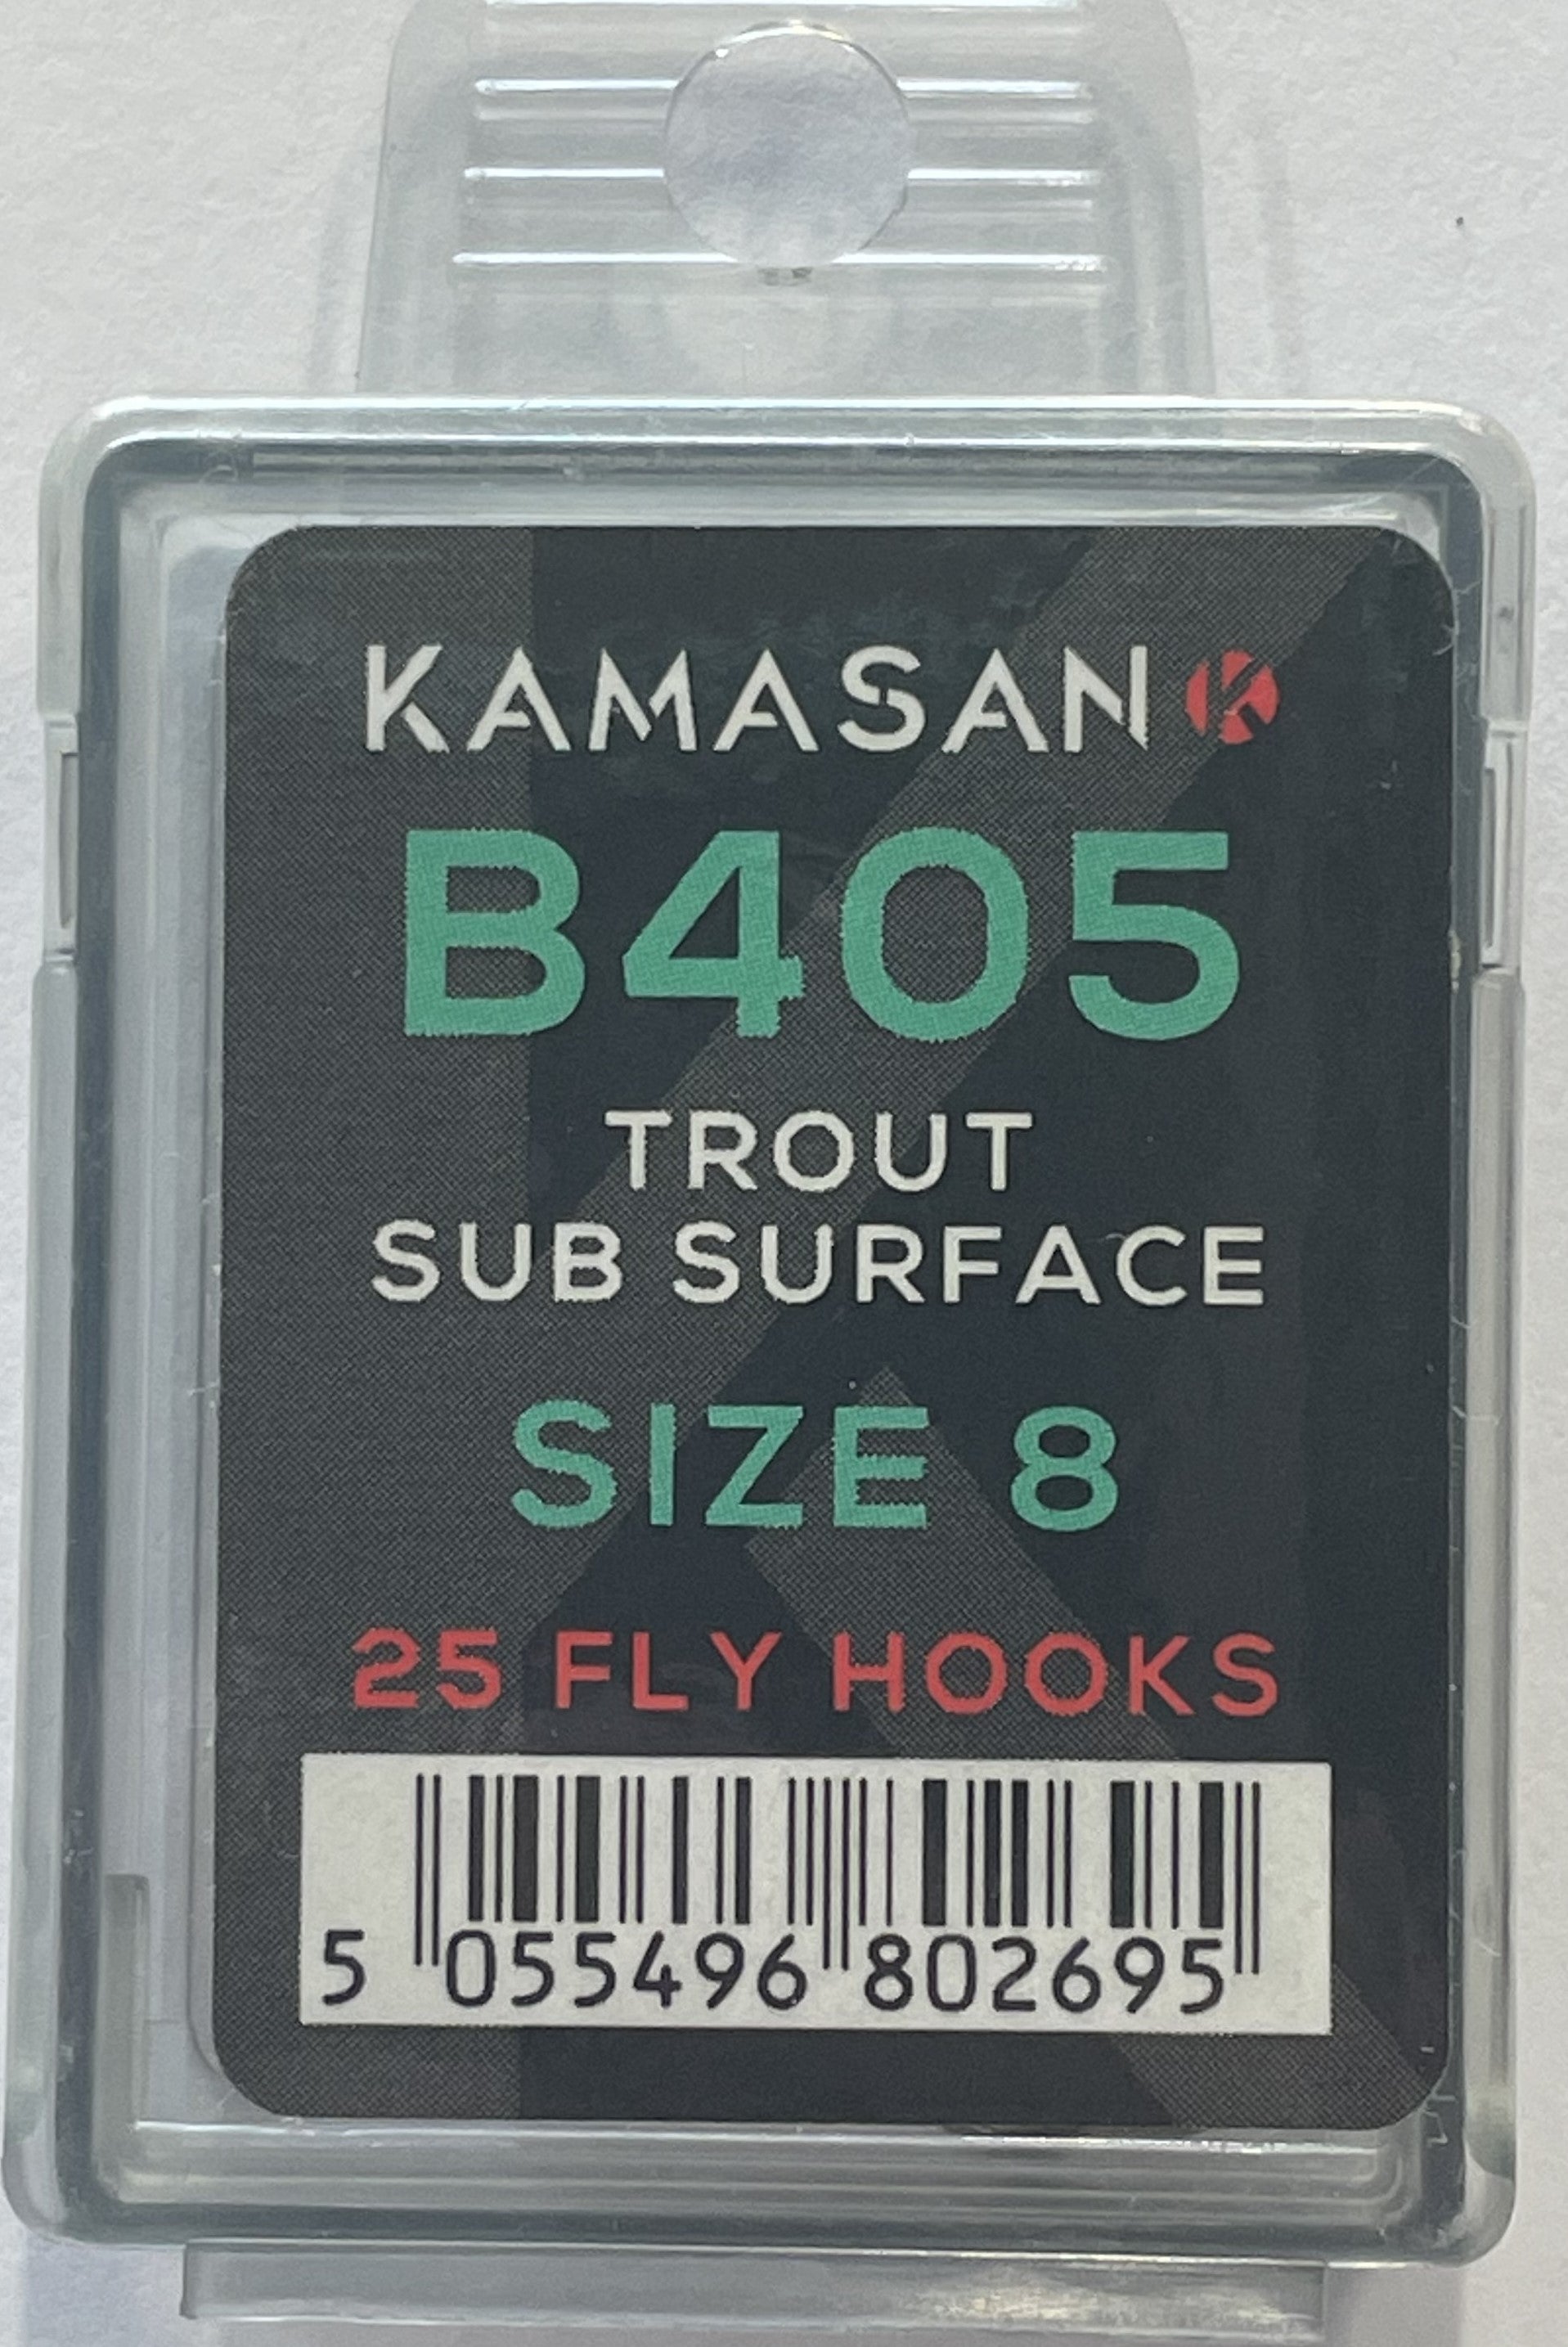 KAMASAN
B405
TROUT
SUB SURFACE
SIZE 8
25 FLY HOOKS
5 055496 802695